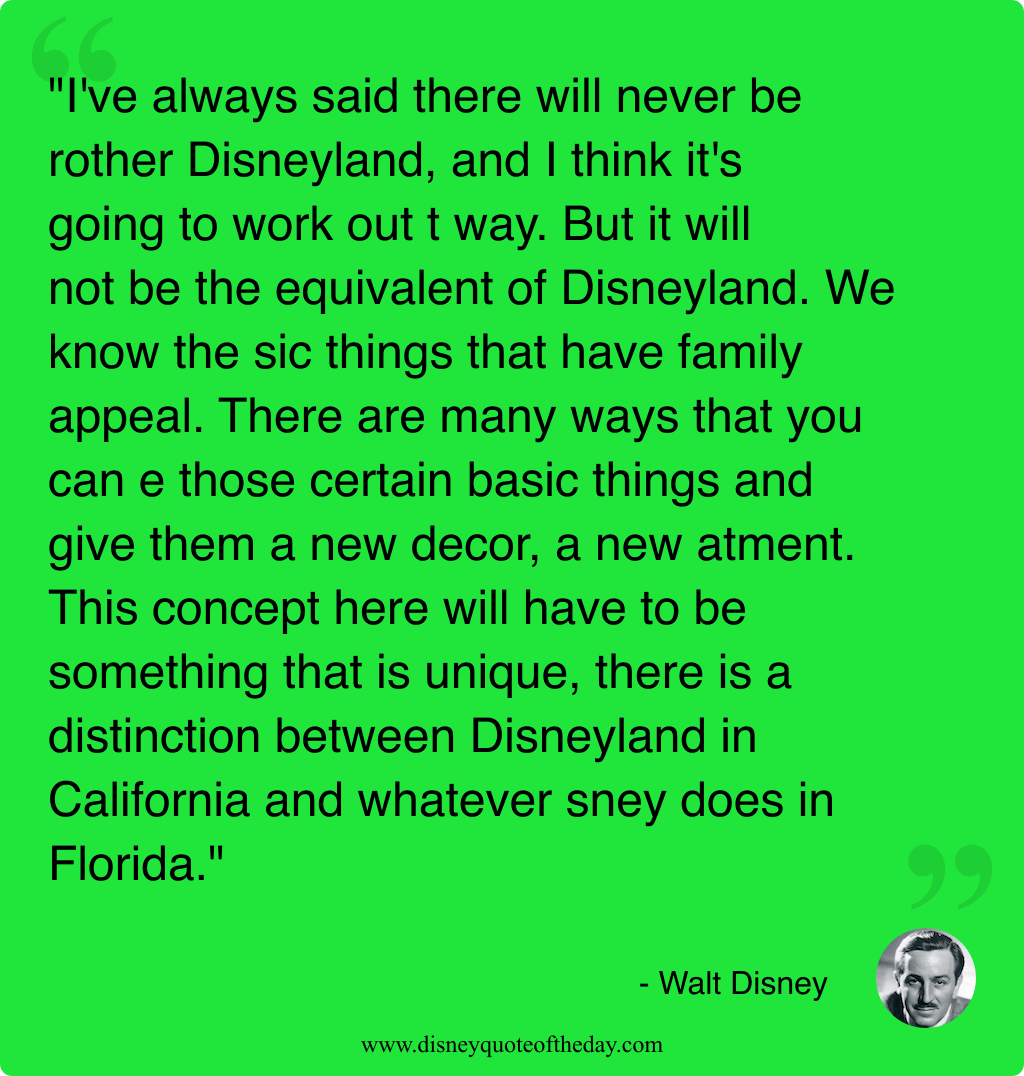 "I've always said there will never be
rother Disneyland, and I think it's
going to work out t way. But it will
not be the equivalent of Disneyland. We
know the sic things that have family
appeal. There are many ways that you
can e those certain basic things and
give them a new decor, a new atment.
This concept here will have to be
something that is unique, there is a
distinction between Disneyland in
California and whatever sney does in
Florida."
- Walt Disney
www.disneyquoteoftheday.com